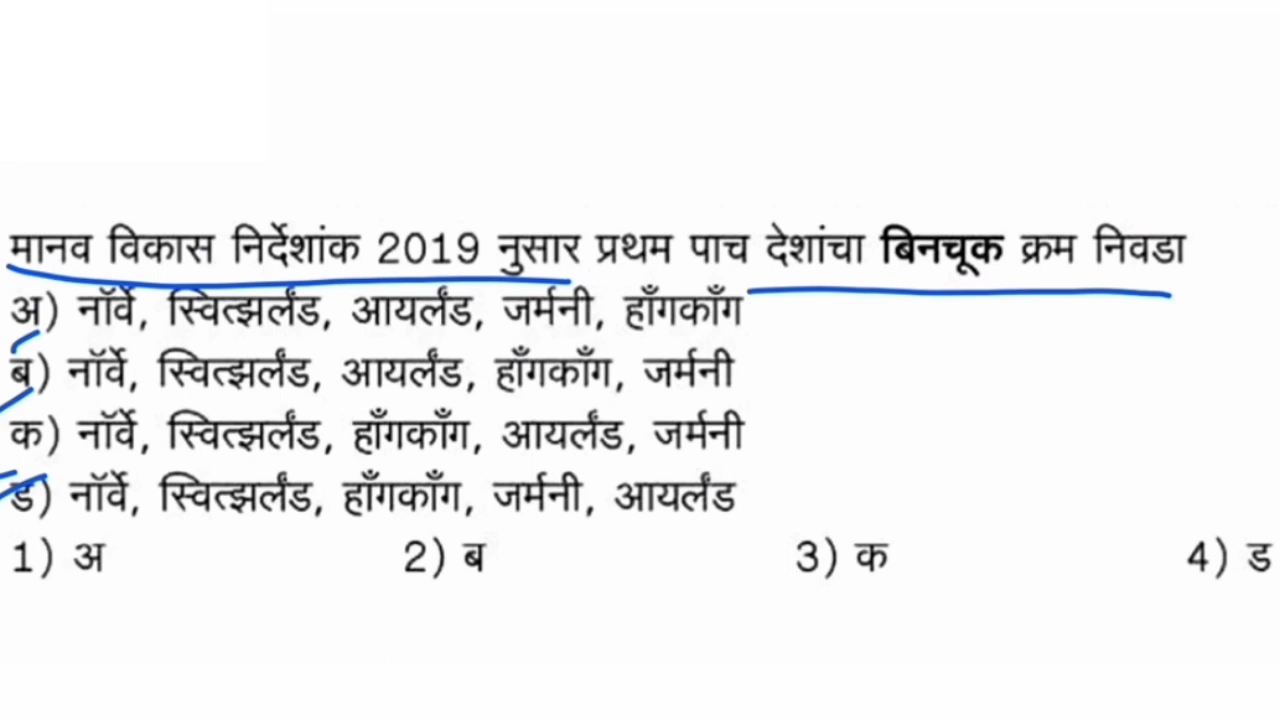 मानव विकास निर्देशांक 2019 नुसार प्रथम पाच देशांचा बिनचूक क्रम निवडा
अ) नॉर्वे, स्वित्झर्लंड, आयर्लंड, जर्मनी, हाँगकाँग
ब) नॉर्वे, स्वित्झर्लंड, आयर्लंड, हाँगकाँग, जर्मनी
क) नॉर्वे, स्वित्झर्लंड, हाँगकाँग, आयर्लंड, जर्मनी
ड) नॉर्वे, स्वित्झर्लंड, हाँगकाँग, जर्मनी, आयर्लंड
1) अ 2) ब 3) क 4) ड